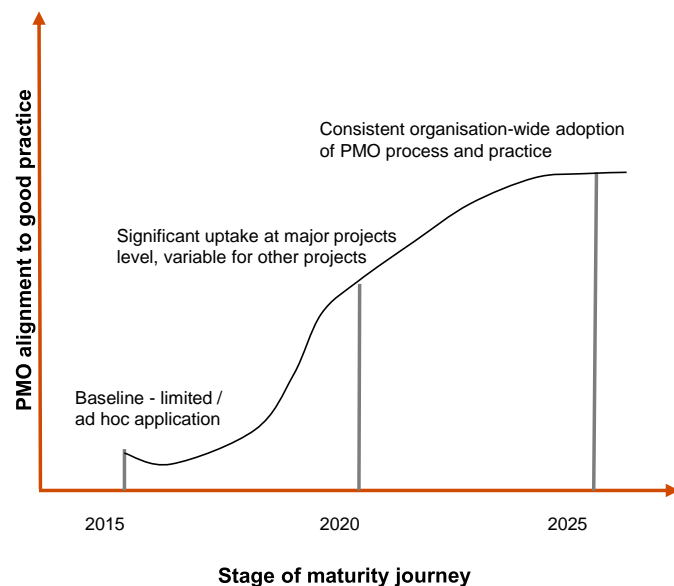 PMO alignment to good practice
Consistent organisation-wide adoption
of PMO process and practice
Significant uptake at major projects
level, variable for other projects
Baseline - limited /
ad hoc application
2015
2020
2025
Stage of maturity journey